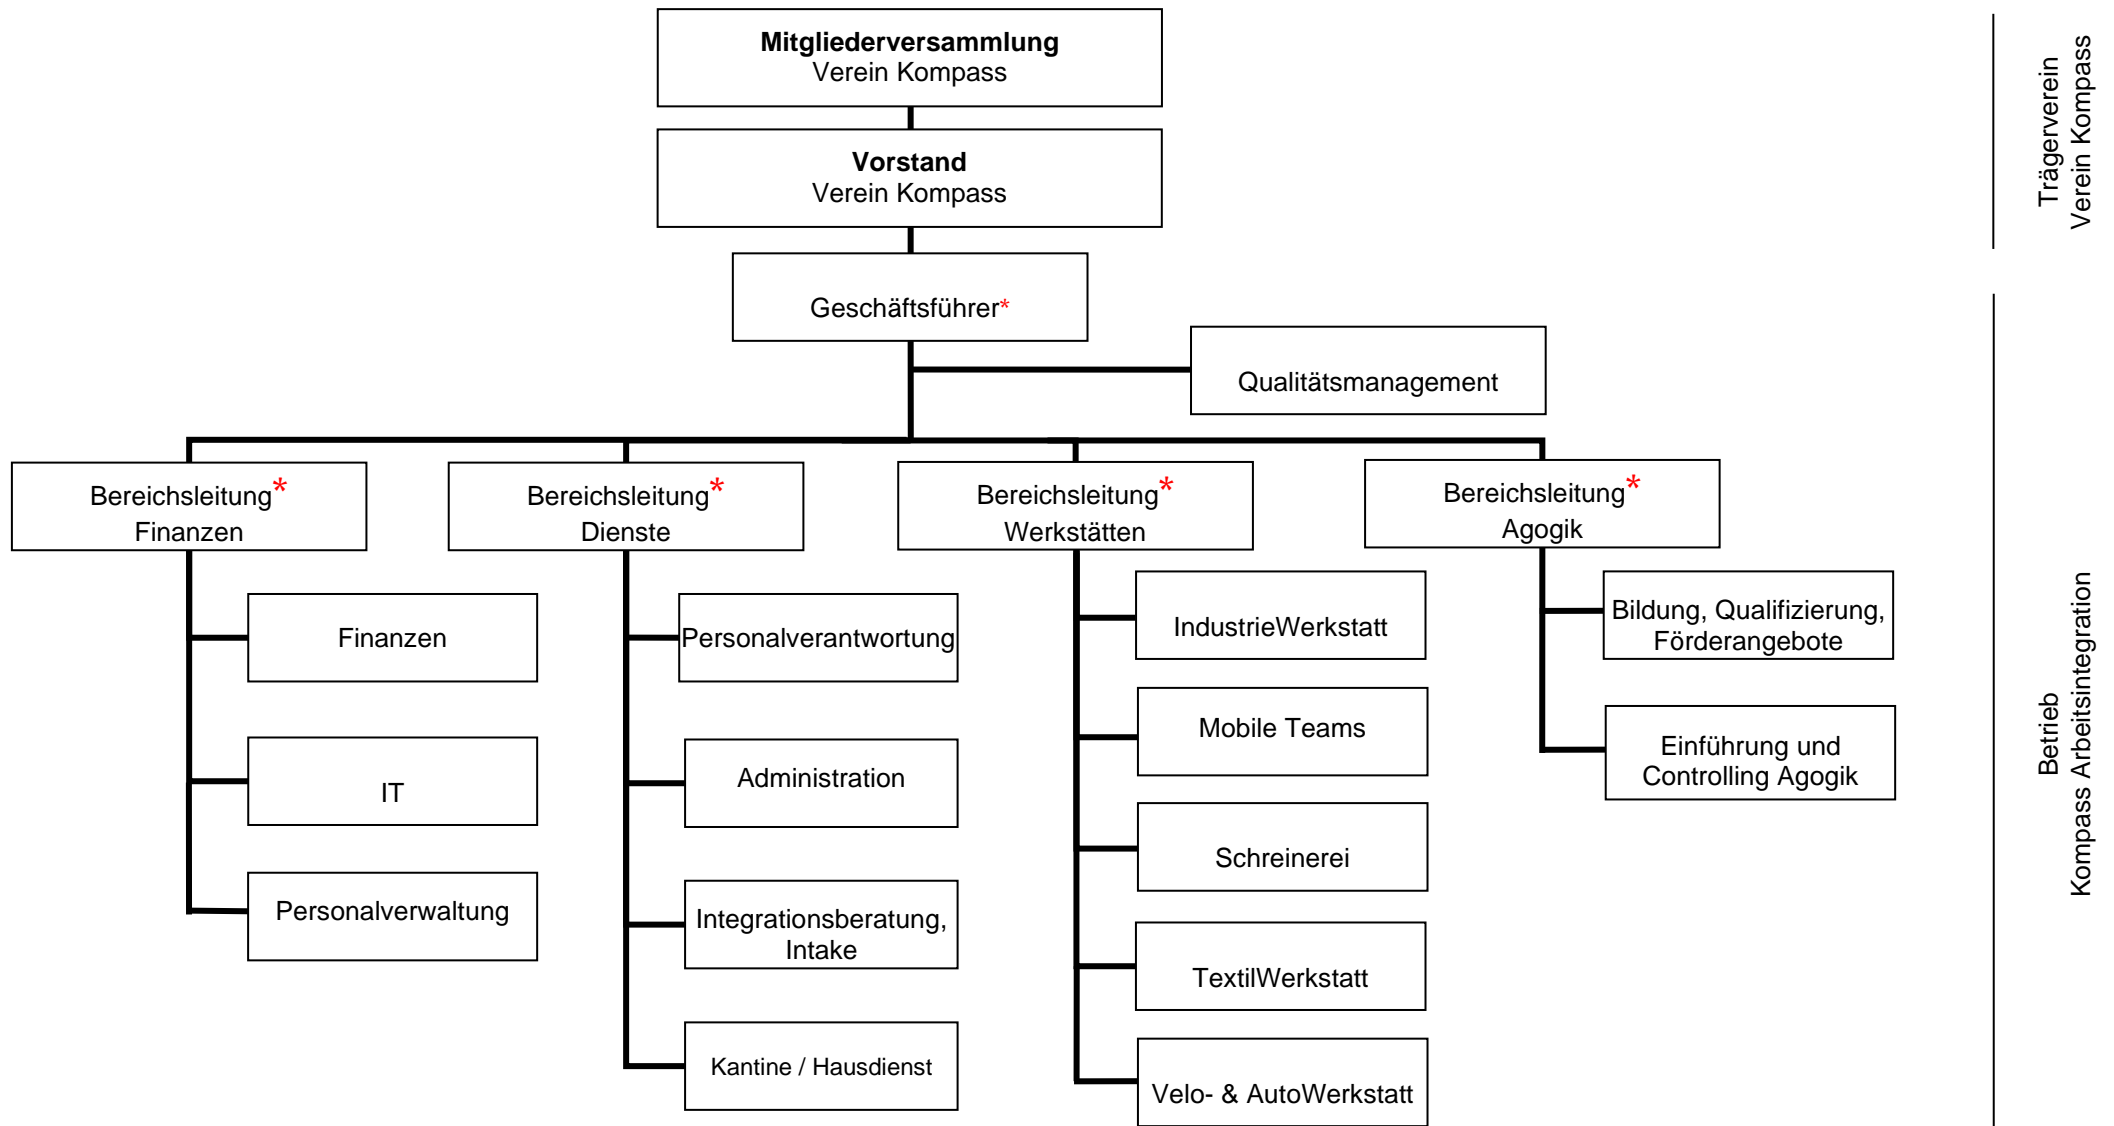 Mitgliederversammlung
Verein Kompass
Vorstand
Verein Kompass
Geschäftsführer*
Qualitätsmanagement
Bereichsleitung*
Finanzen
Finanzen
IT
Personalverwaltung
Bereichsleitung*
Dienste
Personalverantwortung
Administration
Integrationsberatung,
Intake
Kantine / Hausdienst
Bereichsleitung*
Werkstätten
IndustrieWerkstatt
Mobile Teams
Schreinerei
TextilWerkstatt
Velo- & AutoWerkstatt
Bereichsleitung*
Agogik
Bildung, Qualifizierung,
Förderangebote
Einführung und
Controlling Agogik
Trägerverein
Verein Kompass
Betrieb
Kompass Arbeitsintegration